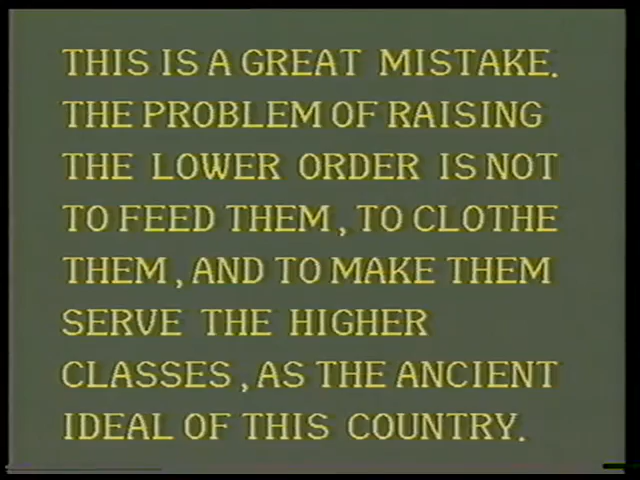 THIS IS A GREAT MISTAKE.
THE PROBLEM OF RAISING
THE LOWER ORDER IS NOT
TO FEED THEM, TO CLOTHE
THEM, AND TO MAKE THEM
SERVE THE HIGHER
CLASSES, AS THE ANCIENT
IDEAL OF THIS COUNTRY.